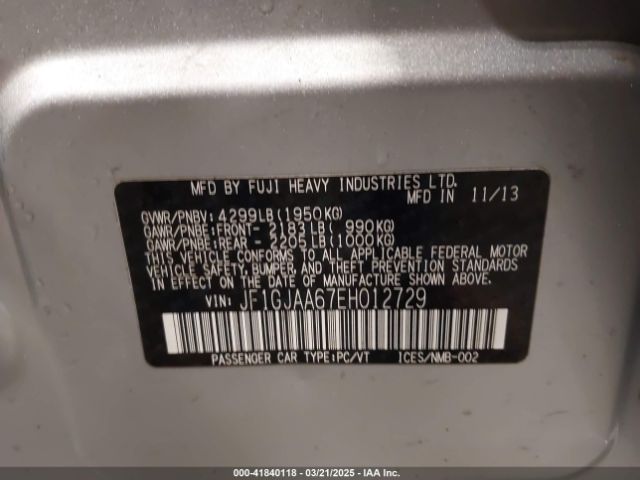 MFD BY FUJI HEAVY INDUSTRIES LTD.
MFD IN 11/13
GVWR/PNBV: 4299LB(1950KG)
GAWR/PNBE:FRONT- 2183LB( 990KG)
GAWR/PNBE:REAR - 2205LB(1000KG)
THIS VEHICLE CONFORMS TO ALL APPLICABLE FEDERAL MOTOR
VEHICLE SAFETY, BUMPER, AND THEFT PREVENTION STANDARDS
IN EFFECT ON THE DATE OF MANUFACTURE SHOWN ABOVE.
VIN: JF1GJAA67EH012729
PASSENGER CAR TYPE:PC/VT ICES/NMB-002
00-41840118 - 03/21/2025 - IAA Inc.